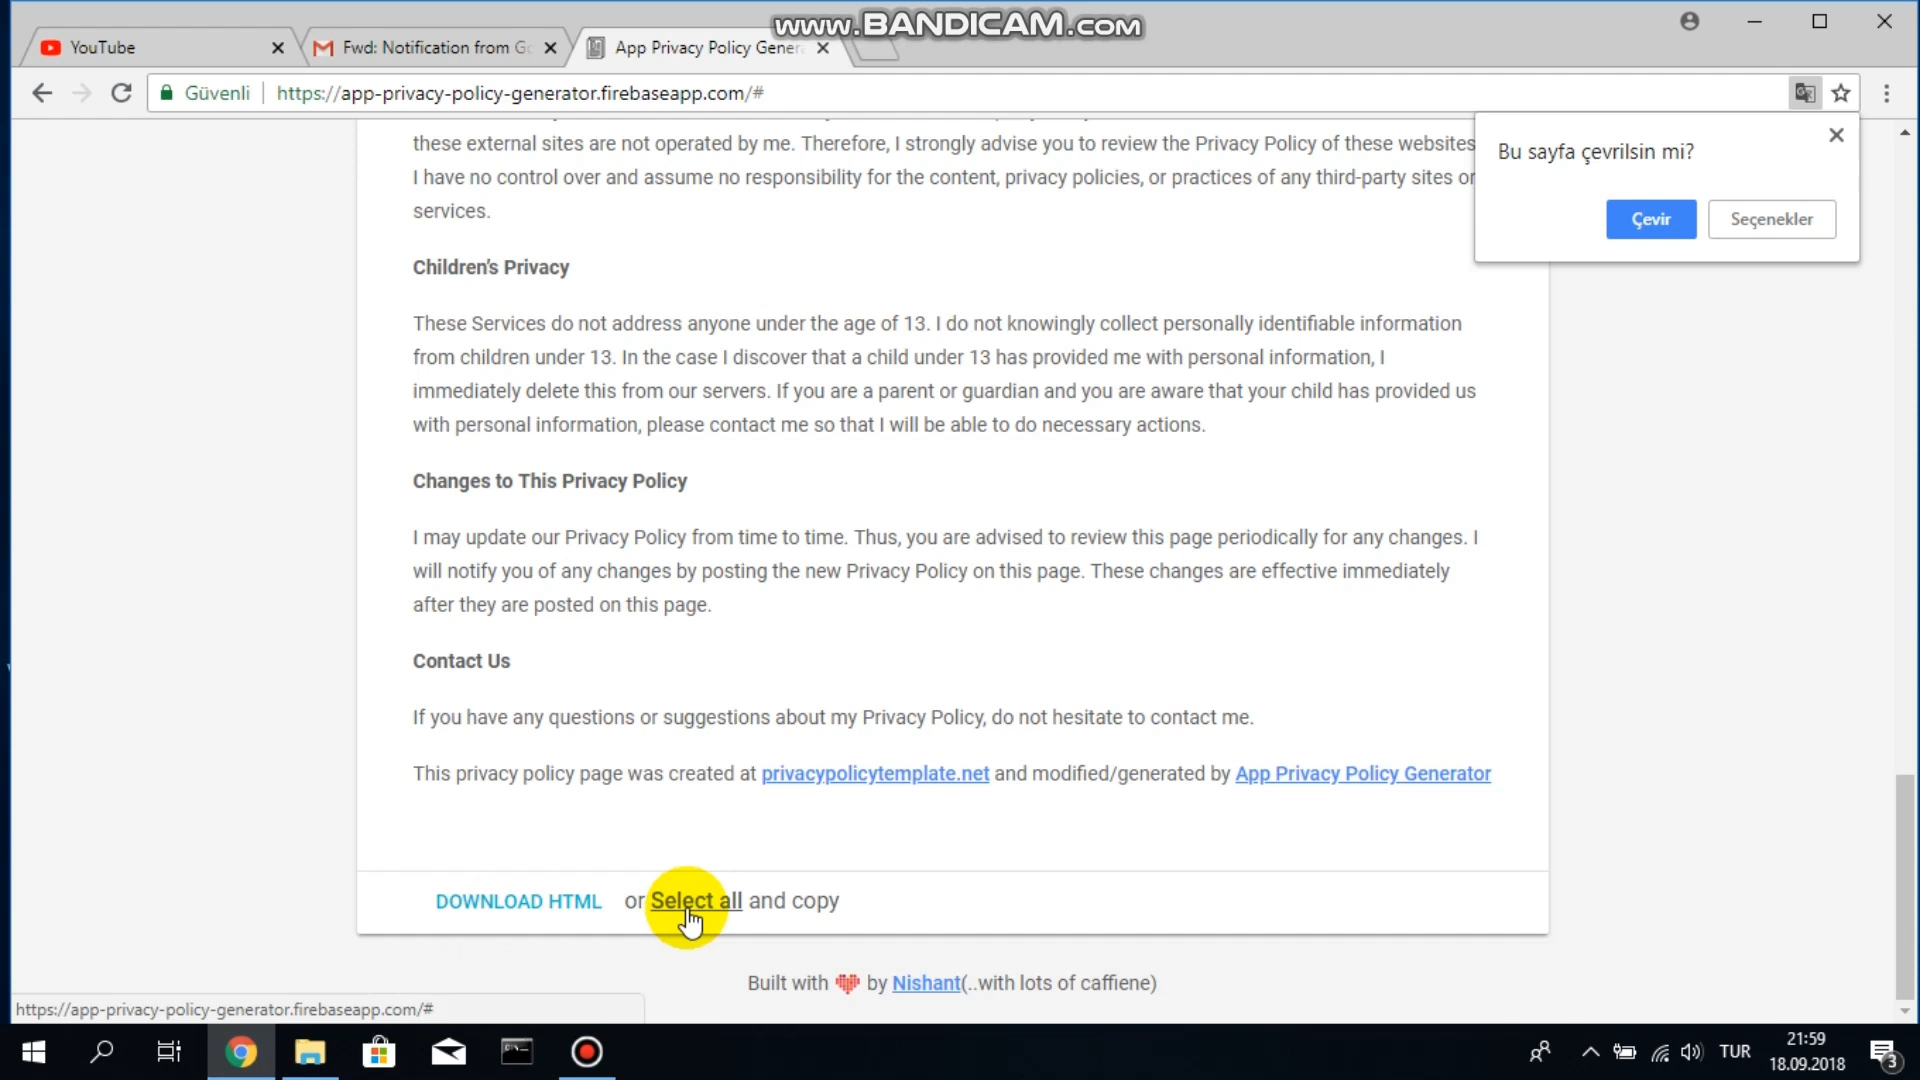 www.BANDICAM.com
YouTube
Fwd: Notification from Go
App Privacy Policy Gener
Güvenli
https://app-privacy-policy-generator.firebaseapp.com/#
these external sites are not operated by me. Therefore, I strongly advise you to review the Privacy Policy of these websites
I have no control over and assume no responsibility for the content, privacy policies, or practices of any third-party sites or
services.
Bu sayfa çevrilsin mi?
Çevir
Seçenekler
Children's Privacy
These Services do not address anyone under the age of 13. I do not knowingly collect personally identifiable information
from children under 13. In the case I discover that a child under 13 has provided me with personal information, I
immediately delete this from our servers. If you are a parent or guardian and you are aware that your child has provided us
with personal information, please contact me so that I will be able to do necessary actions.
Changes to This Privacy Policy
I may update our Privacy Policy from time to time. Thus, you are advised to review this page periodically for any changes. I
will notify you of any changes by posting the new Privacy Policy on this page. These changes are effective immediately
after they are posted on this page.
Contact Us
If you have any questions or suggestions about my Privacy Policy, do not hesitate to contact me.
This privacy policy page was created at privacypolicytemplate.net and modified/generated by App Privacy Policy Generator
DOWNLOAD HTML or Select all and copy
Built with by Nishant(..with lots of caffiene)
https://app-privacy-policy-generator.firebaseapp.com/#
TUR
21:59
18.09.2018
3